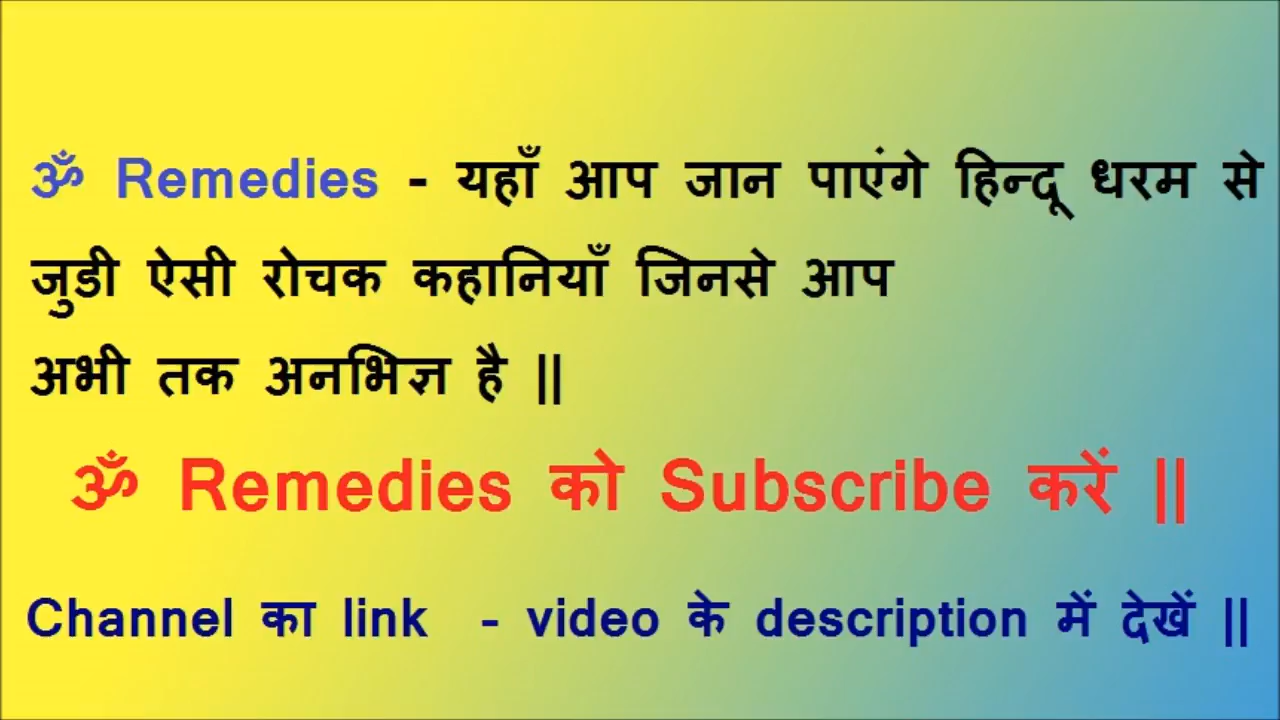 ॐ Remedies - यहाँ आप जान पाएंगे हिन्दू धरम से
जुडी ऐसी रोचक कहानियाँ जिनसे आप
अभी तक अनभिज्ञ है ||
ॐ Remedies को Subscribe करें ||
Channel का link - video के description में देखें ||